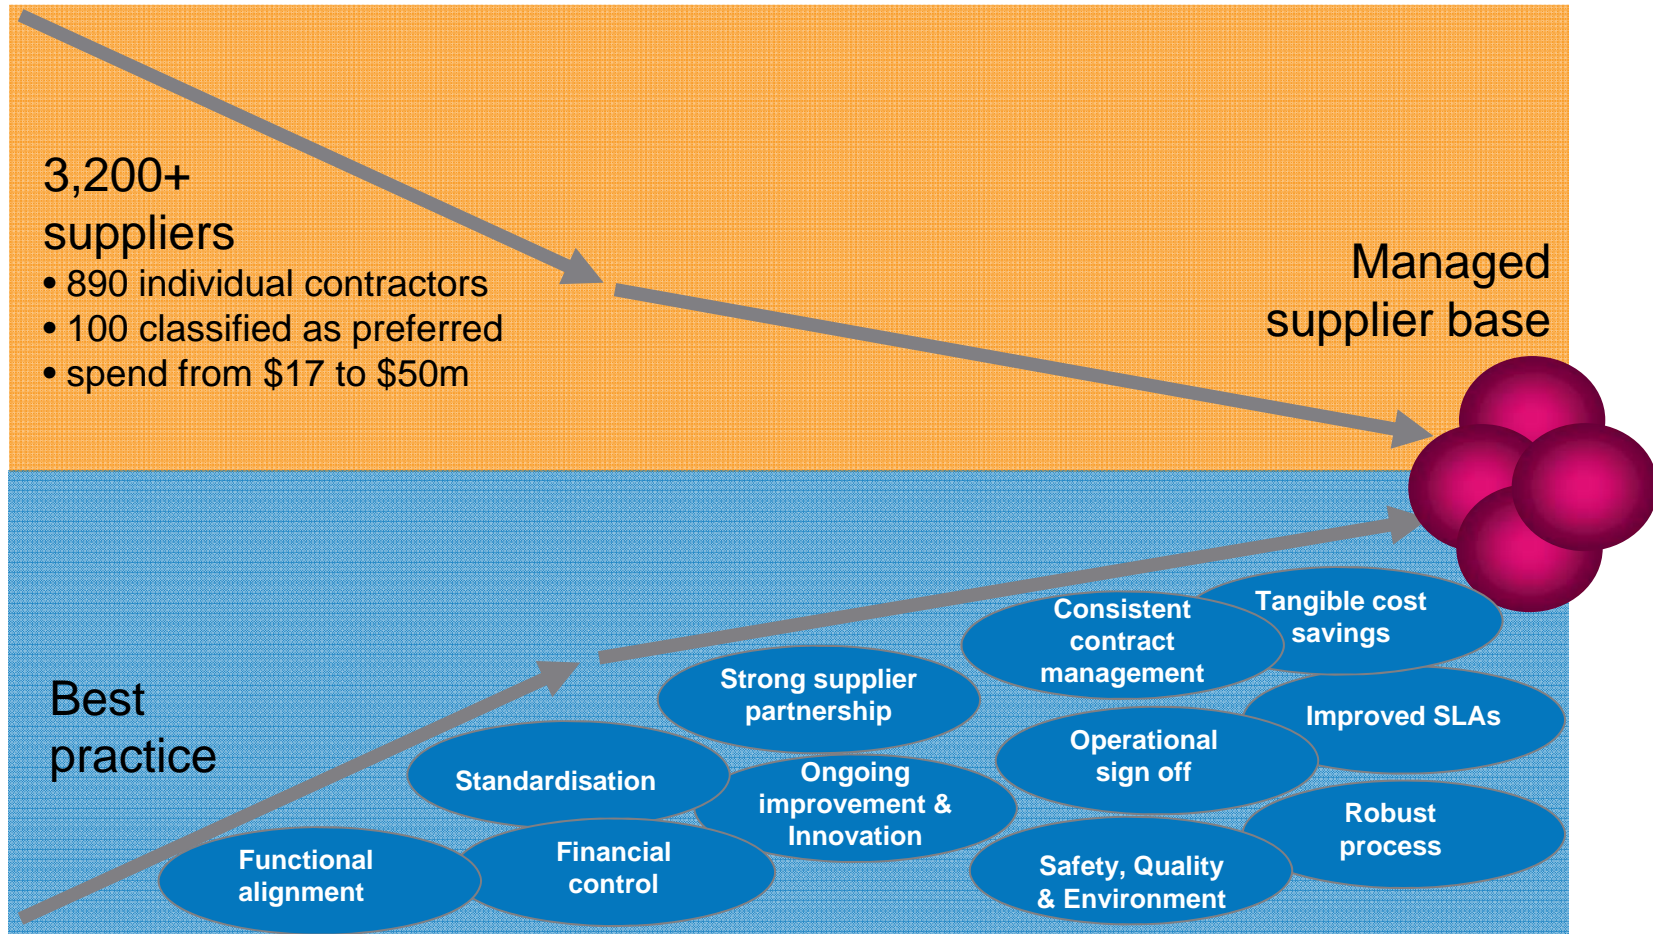 3,200+
suppliers
• 890 individual contractors
• 100 classified as preferred
• spend from $17 to $50m
Managed
supplier base
Best
practice
Tangible cost
savings
Consistent
contract
management
Strong supplier
partnership
Improved SLAs
Operational
sign off
Standardisation
Ongoing
improvement &
Innovation
Robust
process
Functional
alignment
Financial
control
Safety, Quality
& Environment